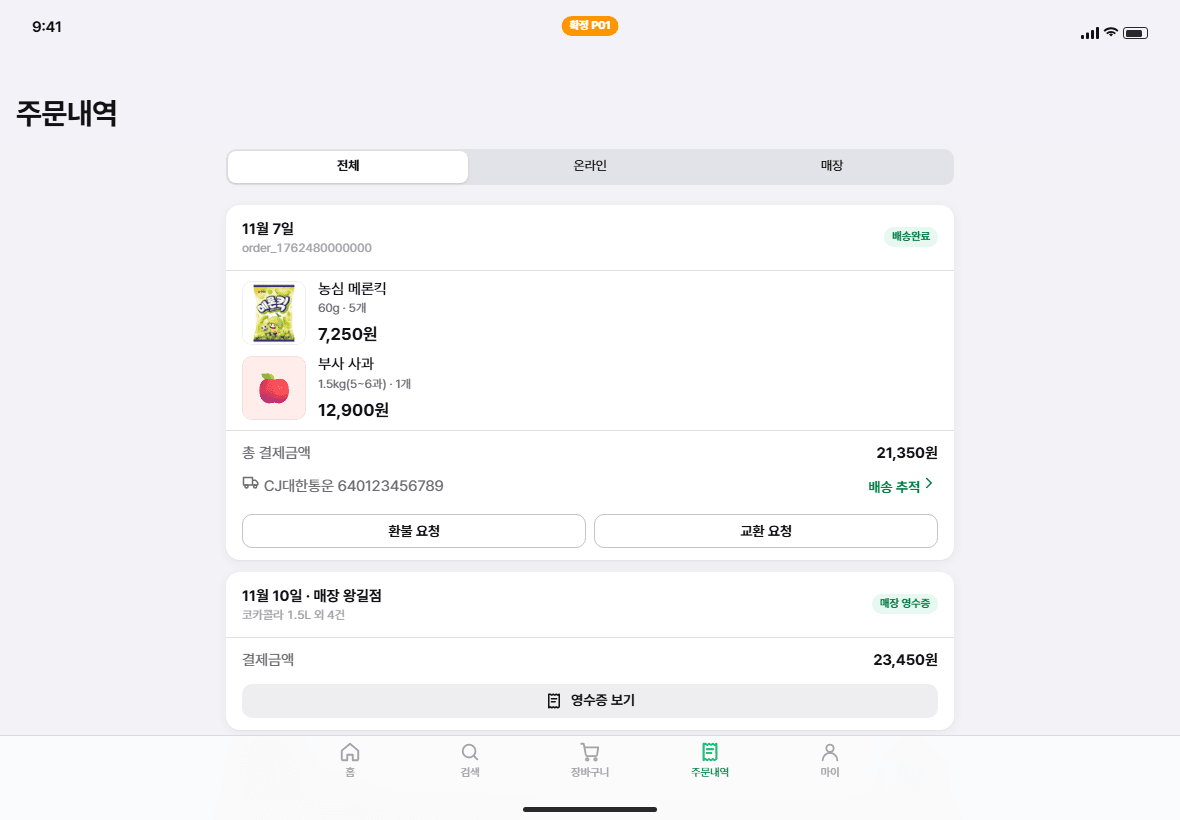 9:41
확정 P01
주문내역
전체
온라인
매장
11월 7일
order_1762480000000
배송완료
농심 메론킥
60g · 5개
7,250원
부사 사과
1.5kg(5~6과) · 1개
12,900원
총 결제금액
21,350원
CJ대한통운 640123456789
배송 추적
환불 요청
교환 요청
11월 10일 · 매장 왕길점
코카콜라 1.5L 외 4건
매장 영수증
결제금액
23,450원
영수증 보기
홈
검색
장바구니
주문내역
마이